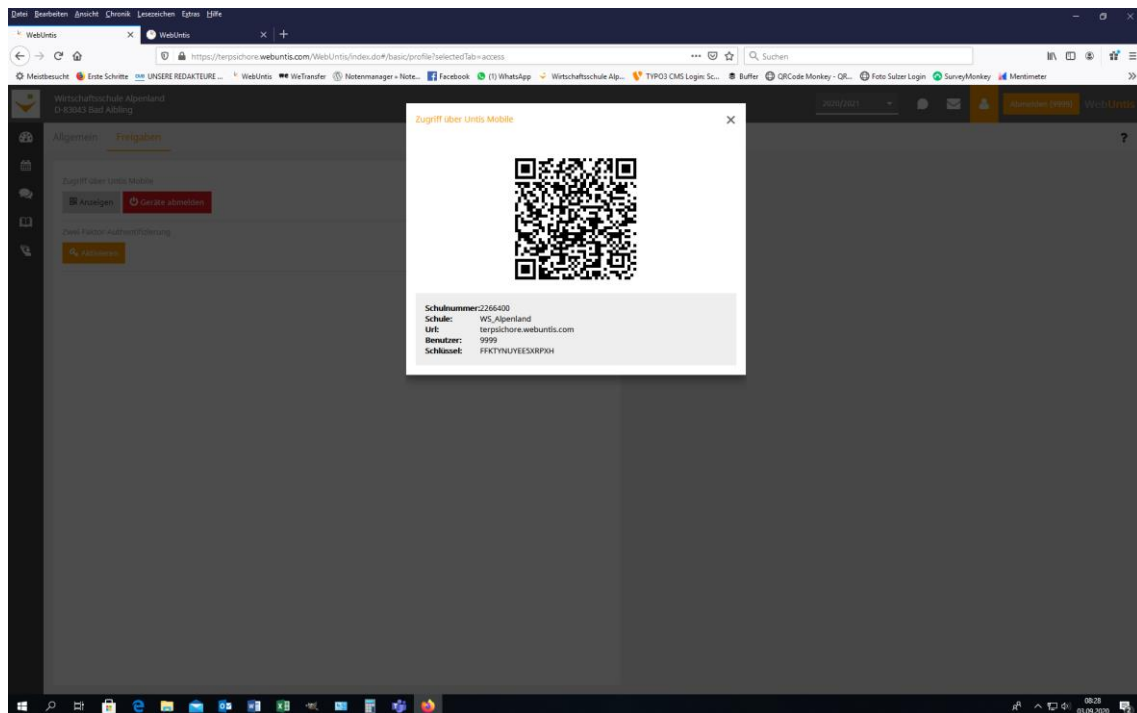 Datei Bearbeiten Ansicht Chronik Lesezeichen Extras Hilfe
WebUntis
WebUntis
https://terpsichore.webuntis.com/WebUntis/index.do#/basic/profile?selectedTab=access
Suchen
Meistbesucht Erste Schritte UNSERE REDAKTEURE ... WebUntis WeTransfer Notenmanager » Note... Facebook (1) WhatsApp Wirtschaftsschule Alp... TYPO3 CMS Login: Sc... Buffer QRCode Monkey - QR... Foto Sutzer Login SurveyMonkey Mentimeter
Wirtschaftsschule Alpenland
D-83043 Bad Aibling
2020/2021
Abmelden (9999)
WebUntis
Allgemein Freigaben
?
Zugriff über Untis Mobile
Anzeigen Geräte abmelden
Zwei-Faktor-Authentifizierung
Aktivieren
Zugriff über Untis Mobile
Schulnummer:2266400
Schule: WS_Alpenland
Url: terpsichore.webuntis.com
Benutzer: 9999
Schlüssel: FFKTYNUYEESXRPXH
08:28
03.09.2020